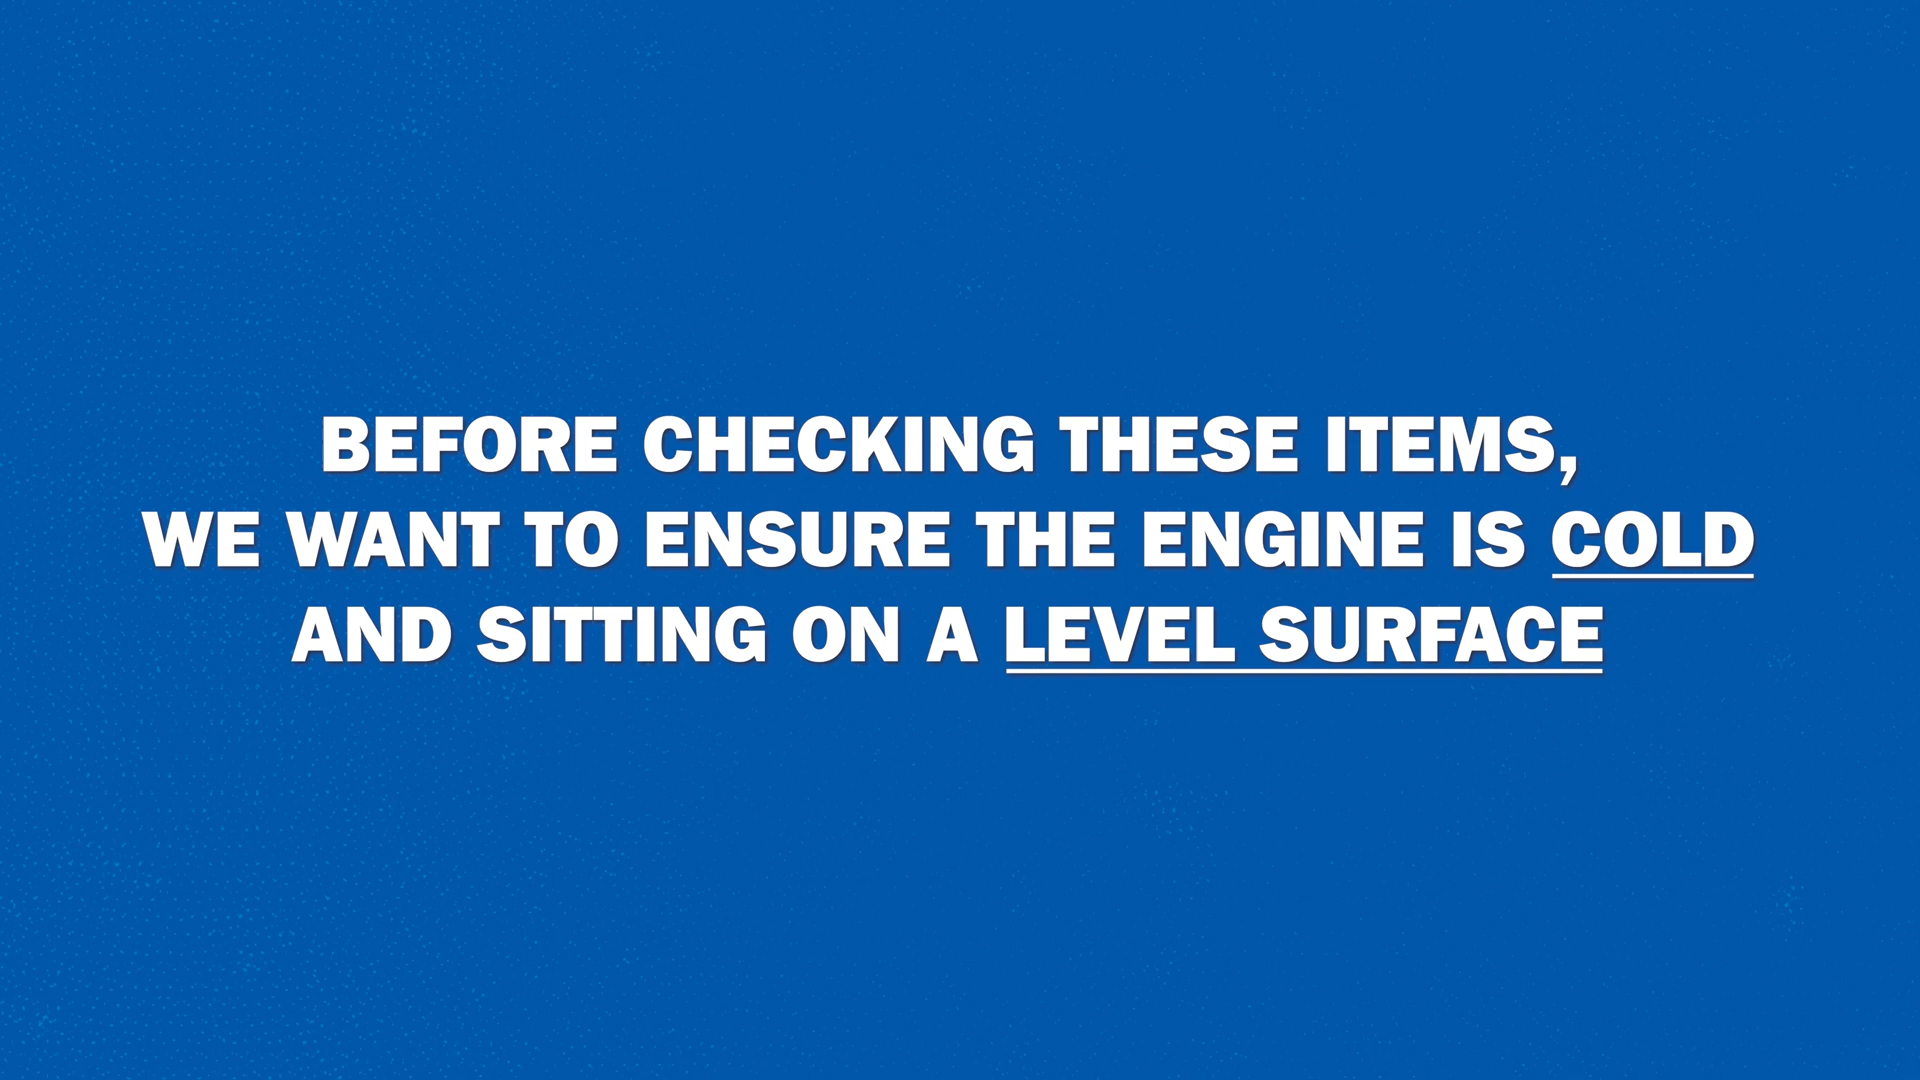 BEFORE CHECKING THESE ITEMS,
WE WANT TO ENSURE THE ENGINE IS COLD
AND SITTING ON A LEVEL SURFACE